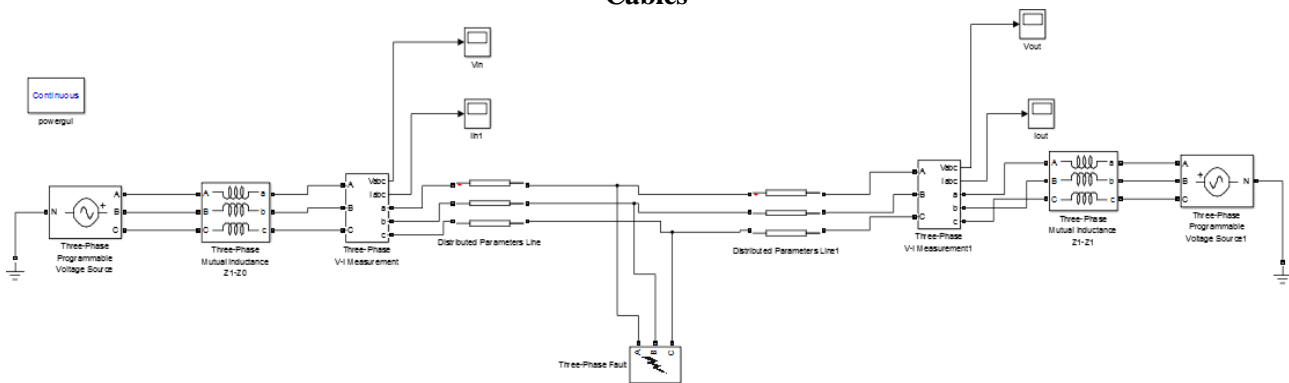 Cables
Vin
Vout
Continuous
powergui
Iin1
Iout
Vabc
Iabc
A
B
C
a
b
c
N
A
B
C
Three-Phase
Programmable
Voltage Source
A
B
C
a
b
c
Three-Phase
Mutual Inductance
Z1-Z0
Three-Phase
V-I Measurement
Distributed Parameters Line
Distributed Parameters Line1
Vabc
Iabc
A
B
C
a
b
c
Three-Phase
V-I Measurement1
A
B
C
a
b
c
Three-Phase
Mutual Inductance
Z1-Z1
A
B
C
N
Three-Phase
Programmable
Voltage Source1
A
B
C
Three-Phase Fault